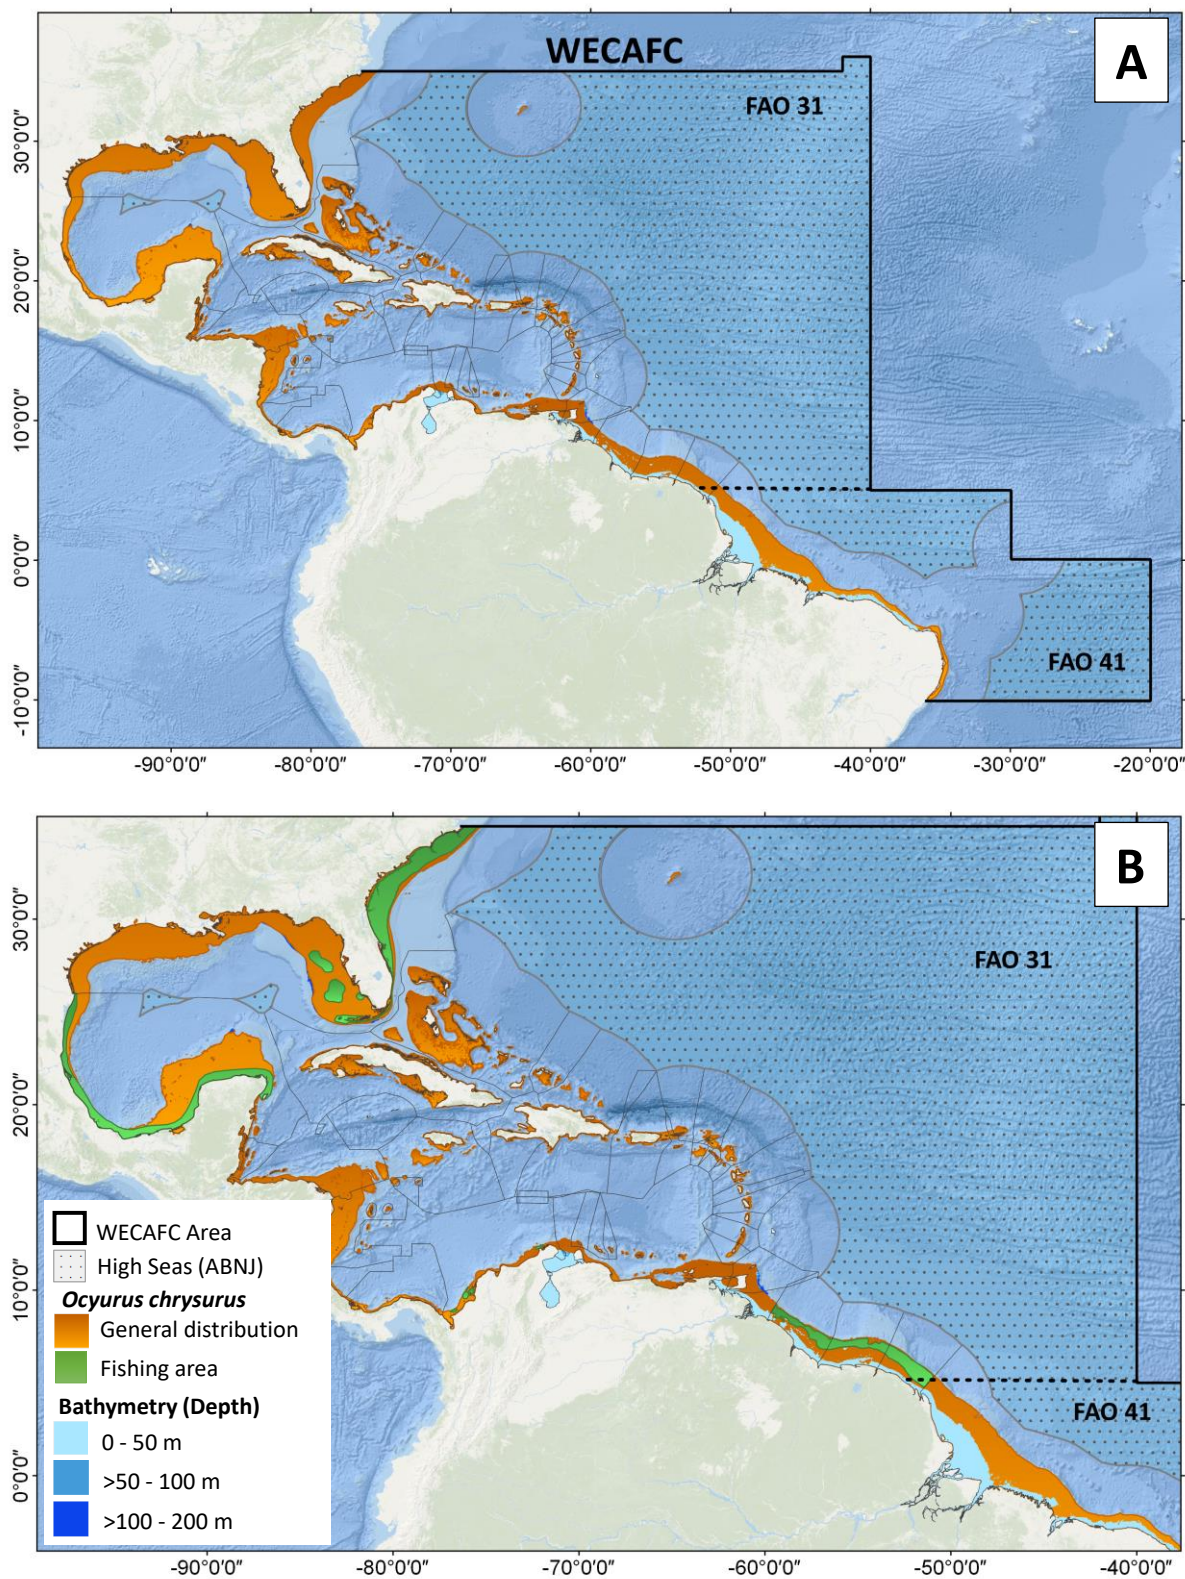 WECAFC
A
FAO 31
FAO 41
30°0'0"
20°0'0"
10°0'0"
0°0'0"
-10°0'0"
-90°0'0"
-80°0'0"
-70°0'0"
-60°0'0"
-50°0'0"
-40°0'0"
-30°0'0"
-20°0'0"
B
FAO 31
FAO 41
30°0'0"
20°0'0"
10°0'0"
0°0'0"
WECAFC Area
High Seas (ABNJ)
Ocyurus chrysurus
General distribution
Fishing area
Bathymetry (Depth)
0 - 50 m
>50 - 100 m
>100 - 200 m
-90°0'0"
-80°0'0"
-70°0'0"
-60°0'0"
-50°0'0"
-40°0'0"